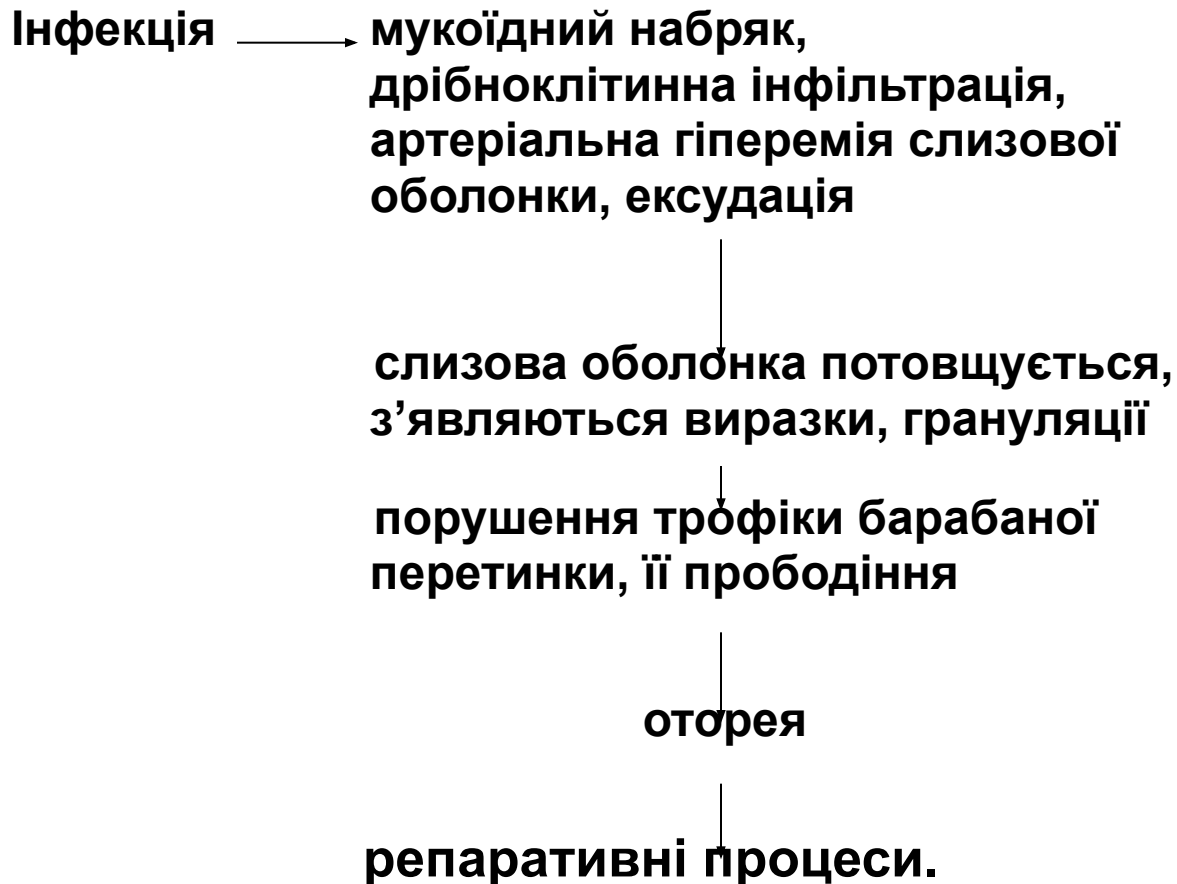 Інфекція мукоїдний набряк,
дрібноклітинна інфільтрація,
артеріальна гіперемія слизової
оболонки, ексудація
слизова оболонка потовщується,
з’являються виразки, грануляції
порушення трофіки барабаної
перетинки, її прободіння
оторея
репаративні процеси.